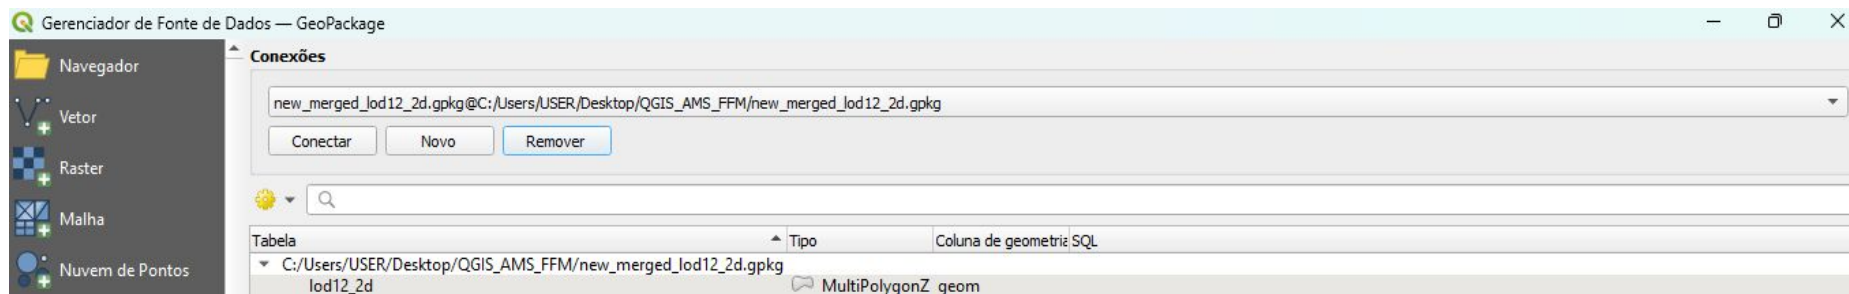 Gerenciador de Fonte de Dados — GeoPackage
Navegador
Vetor
Raster
Malha
Nuvem de Pontos
Conexões
new_merged_lod12_2d.gpkg@C:/Users/USER/Desktop/QGIS_AMS_FFM/new_merged_lod12_2d.gpkg
Conectar Novo Remover
Tabela Tipo Coluna de geometria SQL
C:/Users/USER/Desktop/QGIS_AMS_FFM/new_merged_lod12_2d.gpkg
lod12_2d MultiPolygonZ geom